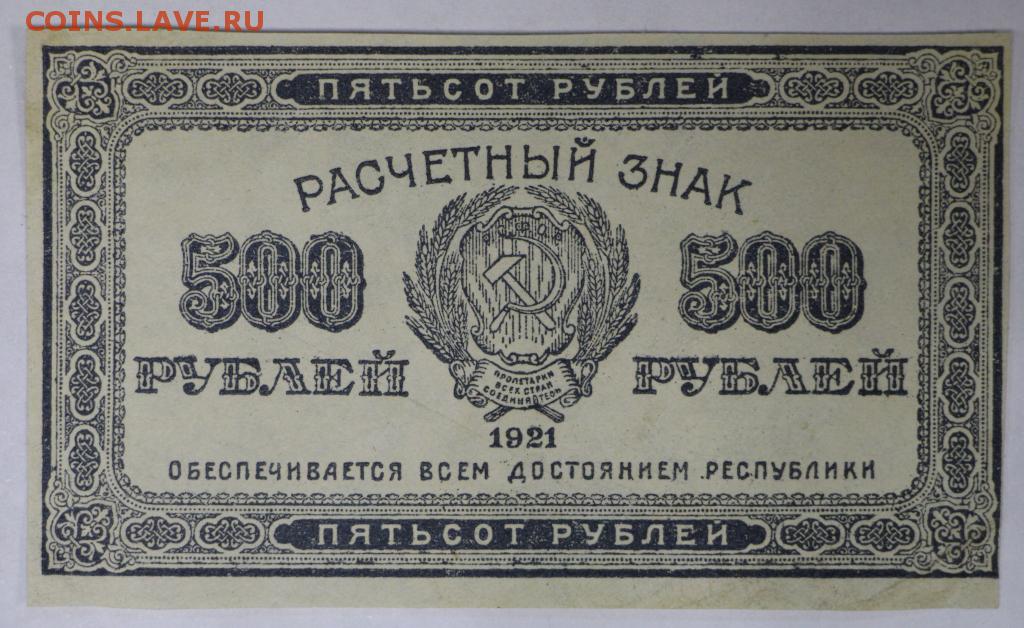 COINS.LAVE.RU
ПЯТЬСОТ РУБЛЕЙ
РАСЧЕТНЫЙ ЗНАК
500 500
РУБЛЕЙ РУБЛЕЙ
ПРОЛЕТАРИИ
ВСЕХ СТРАН
СОЕДИНЯЙТЕСЬ
1921
ОБЕСПЕЧИВАЕТСЯ ВСЕМ ДОСТОЯНИЕМ РЕСПУБЛИКИ
ПЯТЬСОТ РУБЛЕЙ